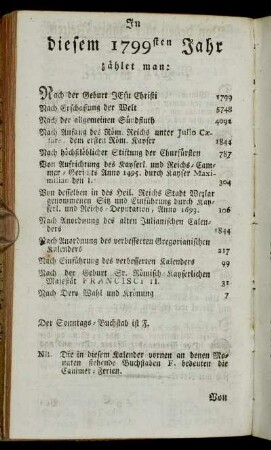 In
diesem 1799sten Jahr
zählet man:
Nach der Geburt JEsu Christi 1799
Nach Erschaffung der Welt 5748
Nach der allgemeinen Sündfluth 4092
Nach Anfang des Röm. Reichs unter Julio Cæ-
dem ersten Röm. Kayser 1844
Nach höchstlöblicher Stiftung der Churfürsten 787
Von Aufrichtung des Kayserl. und Reichs-Cam-
mer-Gerichts Anno 1495. durch Kayser Maxi-
milian den I. 304
Von desselben in des Heil. Reichs Stadt Wezlar
genommenen Sitz und Einführung durch Kay-
serl. und Reichs-Deputation, Anno 1693. 106
Nach Anordnung des alten Julianischen Calen-
ders 1844
Nach Anordnung des verbesserten Gregorianischen
Kalenders 217
Nach Einführung des verbesserten Kalenders 99
Nach der Geburt Sr. Römisch-Kayserlichen
Majestät FRANCISCI II. 31
Nach Dero Wahl und Krönung 7
Der Sonntags-Buchstab ist F.
NB. Die in diesem Kalender vornen an denen Mo-
naten stehende Buchstaben F. bedeuten die
Cammer-Ferien.
Von